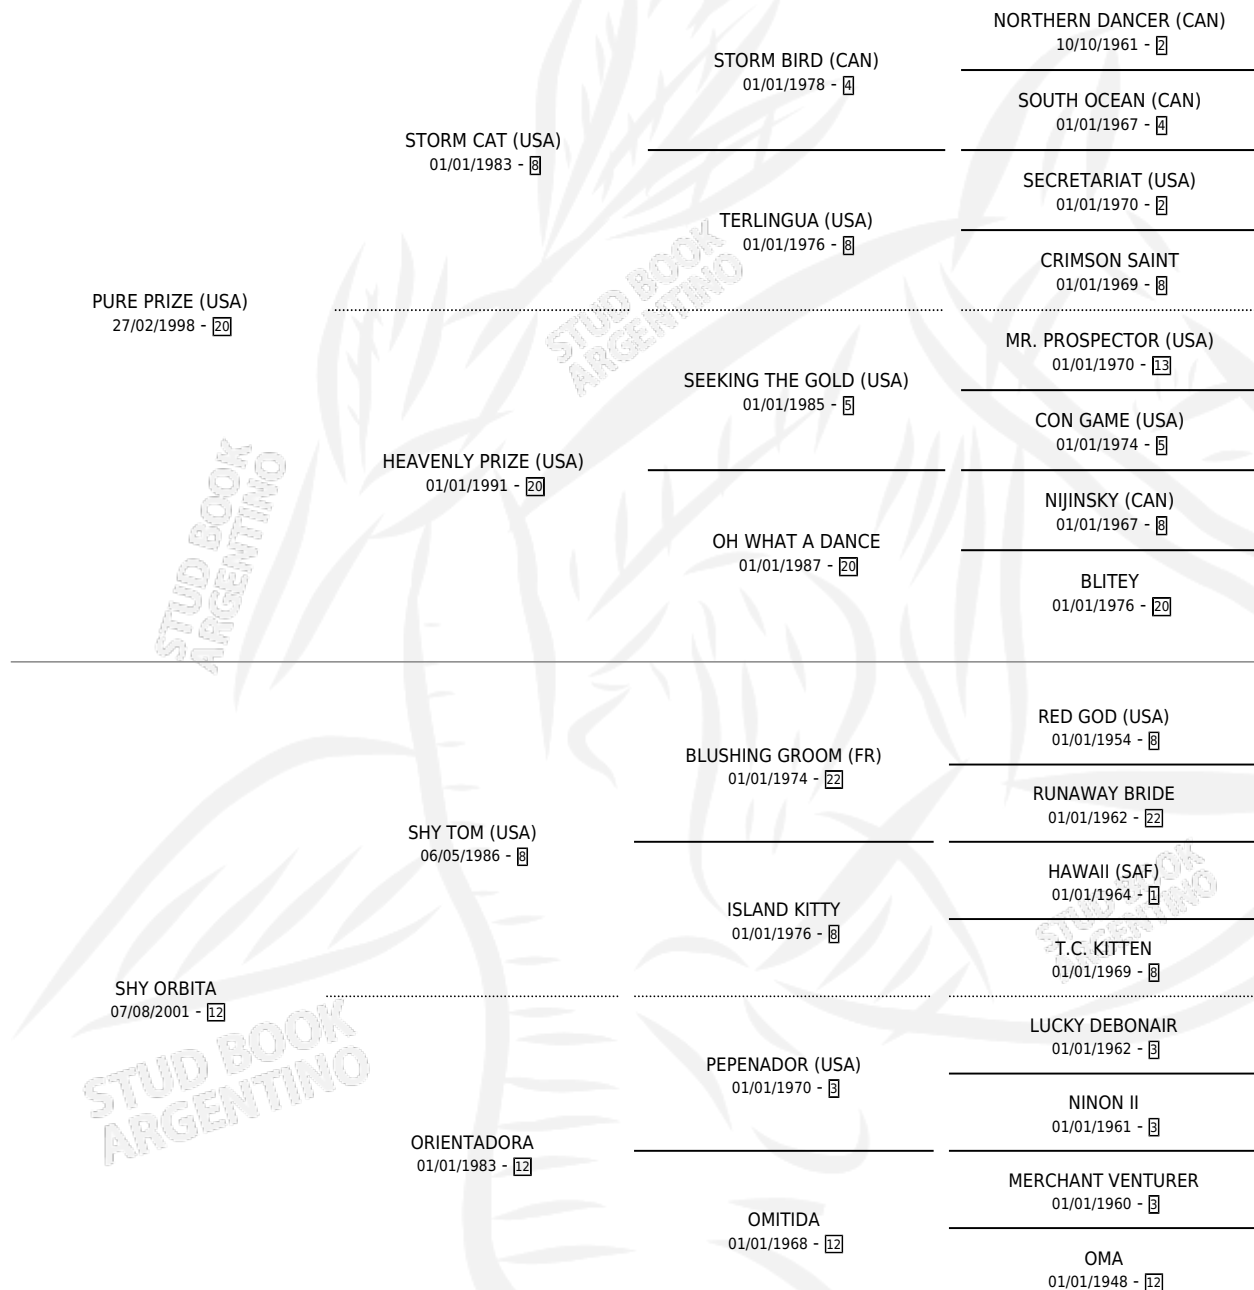 NORTHERN DANCER (CAN)
10/10/1961 - 2
STORM BIRD (CAN)
01/01/1978 - 4
SOUTH OCEAN (CAN)
01/01/1967 - 4
STORM CAT (USA)
01/01/1983 - 8
SECRETARIAT (USA)
01/01/1970 - 2
TERLINGUA (USA)
01/01/1976 - 8
CRIMSON SAINT
01/01/1969 - 8
PURE PRIZE (USA)
27/02/1998 - 20
MR. PROSPECTOR (USA)
01/01/1970 - 13
SEEKING THE GOLD (USA)
01/01/1985 - 5
CON GAME (USA)
01/01/1974 - 5
HEAVENLY PRIZE (USA)
01/01/1991 - 20
NIJINSKY (CAN)
01/01/1967 - 8
OH WHAT A DANCE
01/01/1987 - 20
BLITEY
01/01/1976 - 20
RED GOD (USA)
01/01/1954 - 8
BLUSHING GROOM (FR)
01/01/1974 - 22
RUNAWAY BRIDE
01/01/1962 - 22
SHY TOM (USA)
06/05/1986 - 8
HAWAII (SAF)
01/01/1964 - 1
ISLAND KITTY
01/01/1976 - 8
T.C. KITTEN
01/01/1969 - 8
SHY ORBITA
07/08/2001 - 12
LUCKY DEBONAIR
01/01/1962 - 3
PEPENADOR (USA)
01/01/1970 - 3
NINON II
01/01/1961 - 3
ORIENTADORA
01/01/1983 - 12
MERCHANT VENTURER
01/01/1960 - 3
OMITIDA
01/01/1968 - 12
OMA
01/01/1948 - 12
STUD BOOK
ARGENTINO
STUD BOOK
ARGENTINO
STUD BOOK
ARGENTINO
STUD BOOK
ARGENTINO